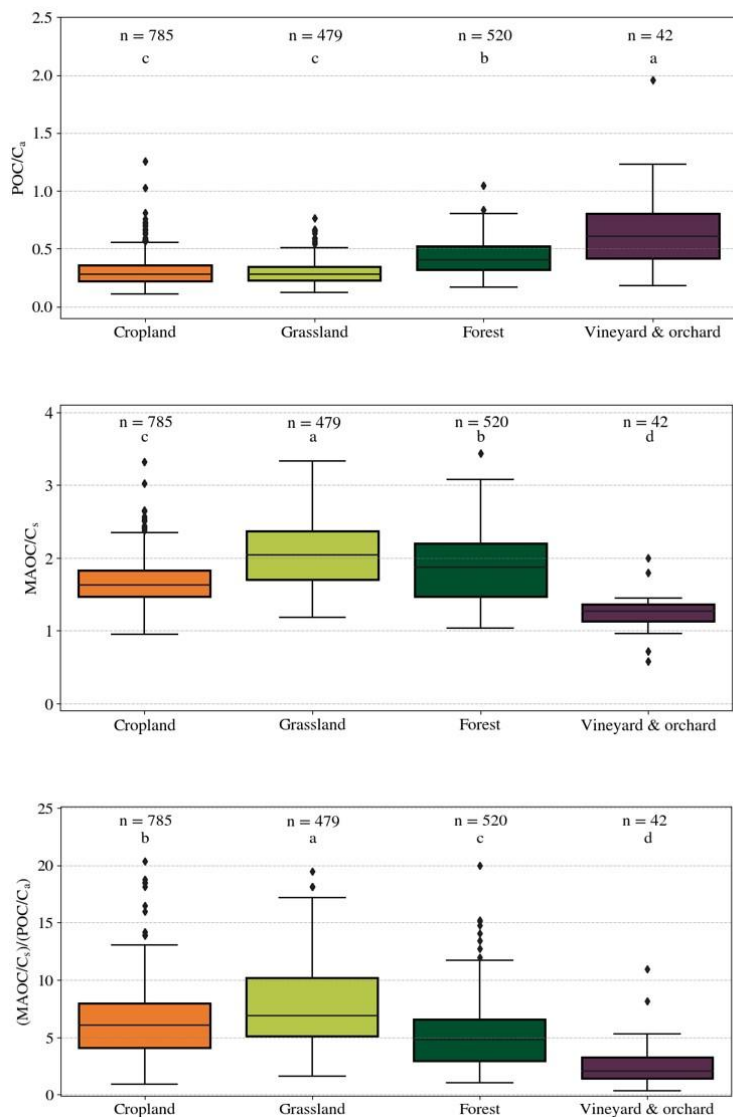 2.5
n = 785 n = 479 n = 520 n = 42
c c b a
2.0
1.5
POC/Cₐ
1.0
0.5
0.0
Cropland Grassland Forest Vineyard & orchard
4
n = 785 n = 479 n = 520 n = 42
c a b d
3
MAOC/Cₛ
2
1
0
Cropland Grassland Forest Vineyard & orchard
25
n = 785 n = 479 n = 520 n = 42
b a c d
20
15
(MAOC/Cₛ)/(POC/Cₐ)
10
5
0
Cropland Grassland Forest Vineyard & orchard